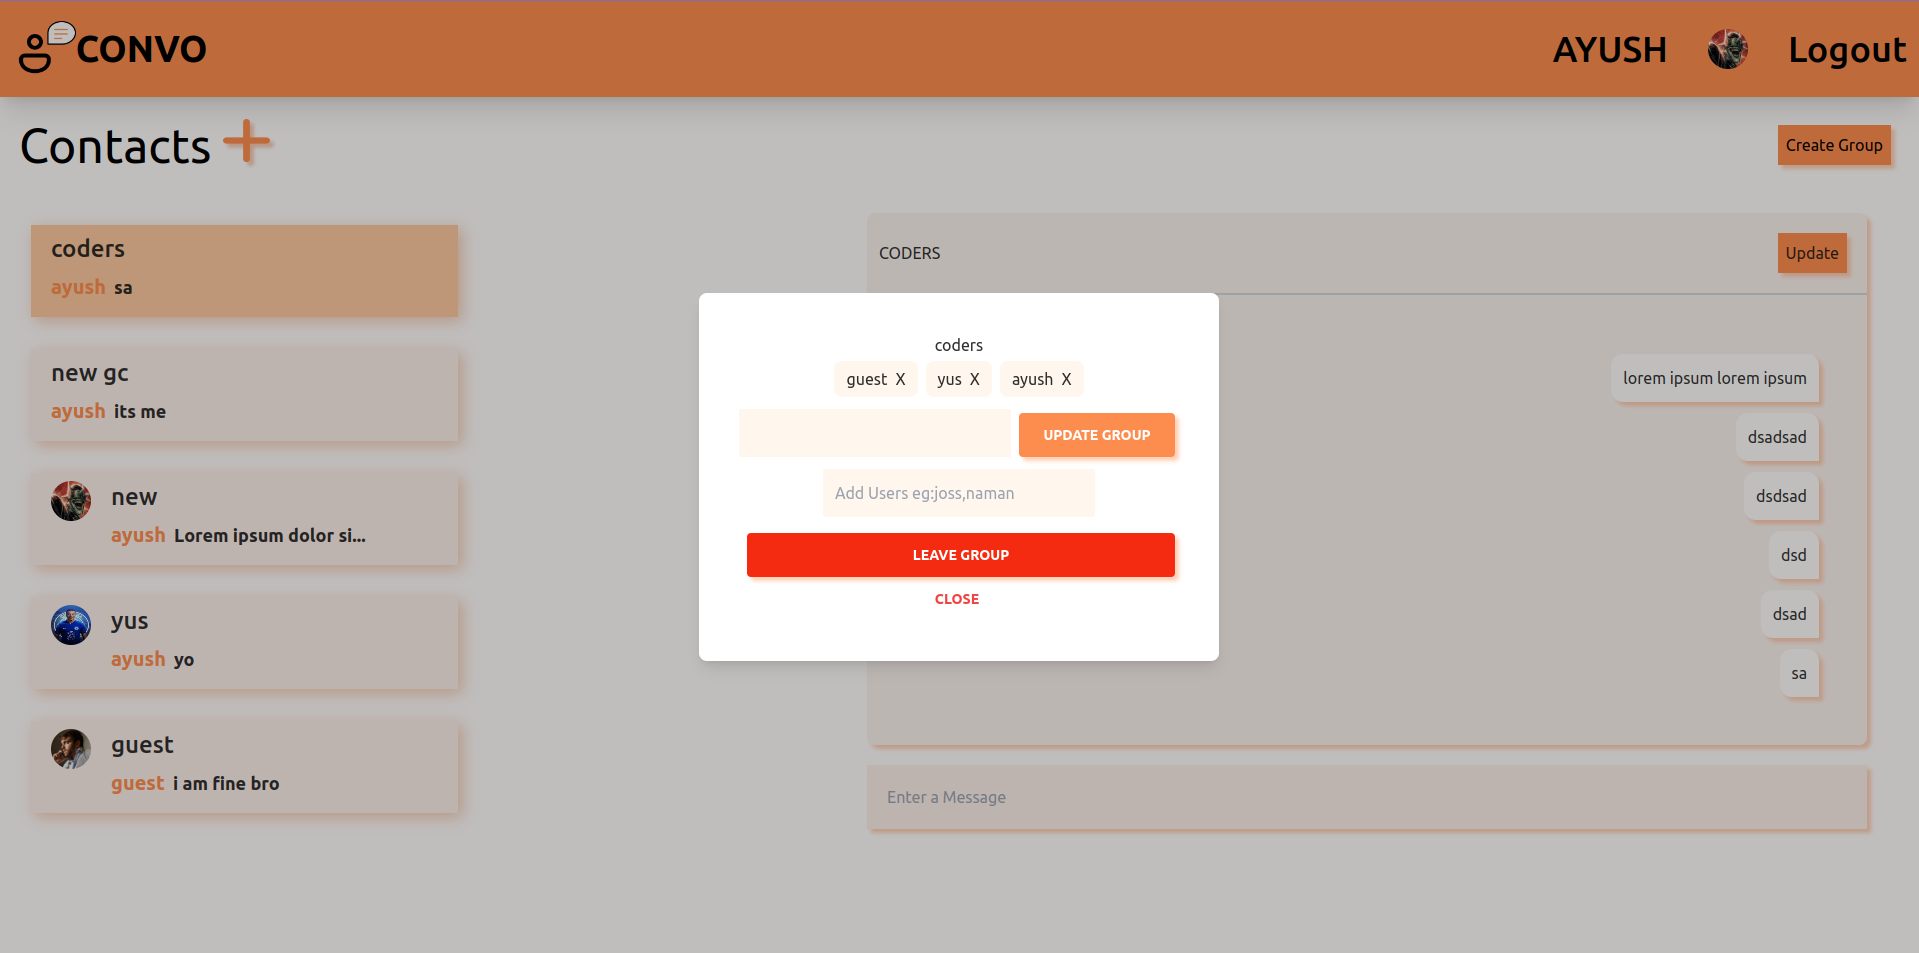 CONVO
AYUSH
Logout
Contacts
Create Group
coders
ayush sa
new gc
ayush its me
new
ayush Lorem ipsum dolor si...
yus
ayush yo
guest
guest i am fine bro
CODERS
Update
lorem ipsum lorem ipsum
dsadsad
dsdsad
dsd
dsad
sa
Enter a Message
coders
guest X yus X ayush X
UPDATE GROUP
Add Users eg:joss,naman
LEAVE GROUP
CLOSE